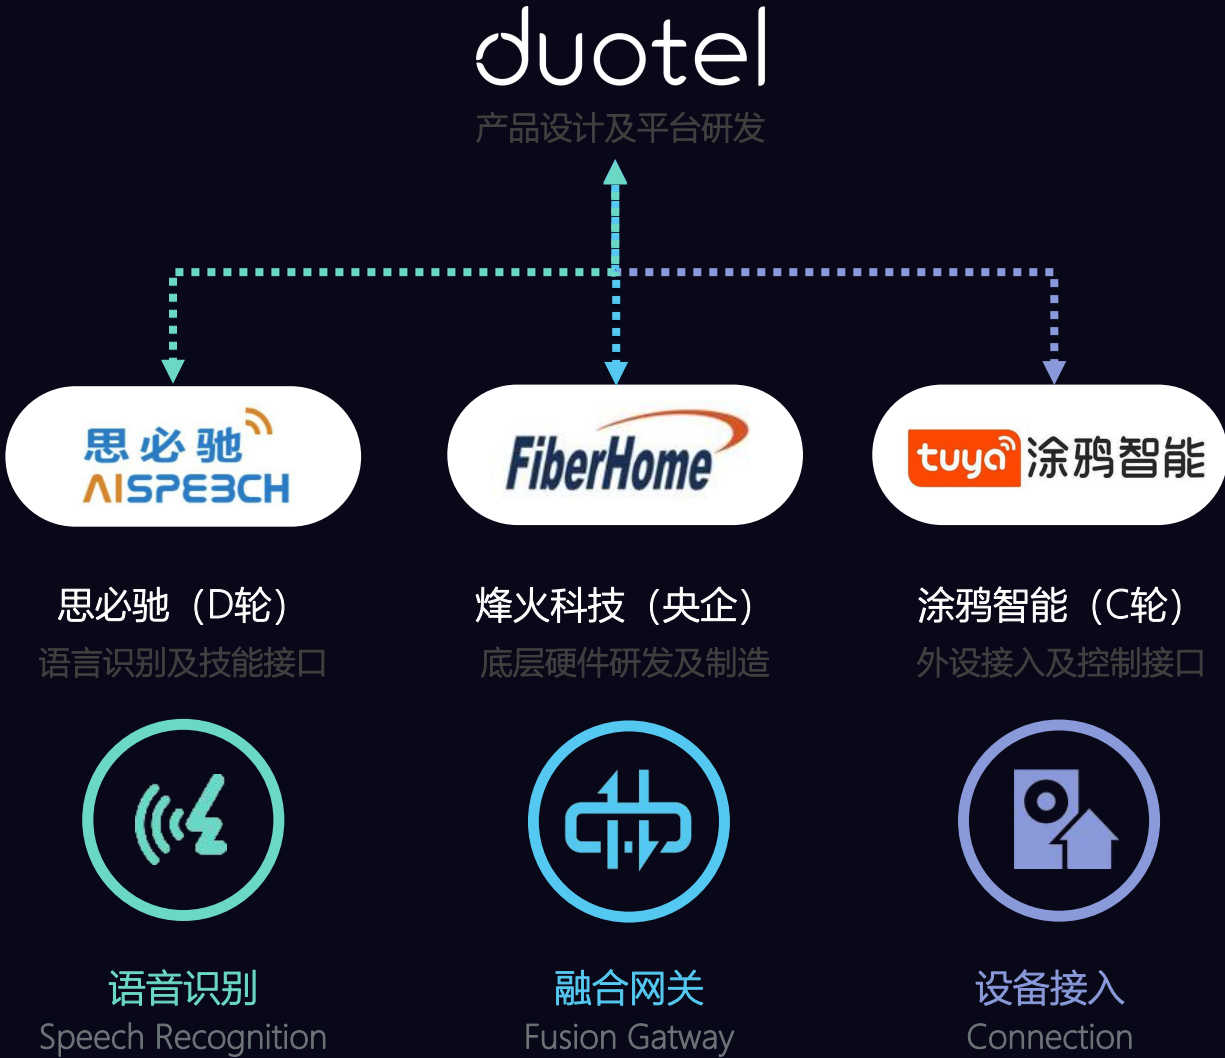 duotel
产品设计及平台研发
思必驰
AISPEECH
FiberHome
tuya 涂鸦智能
思必驰（D轮）
烽火科技（央企）
涂鸦智能（C轮）
语言识别及技能接口
底层硬件研发及制造
外设接入及控制接口
语音识别
融合网关
设备接入
Speech Recognition
Fusion Gatway
Connection